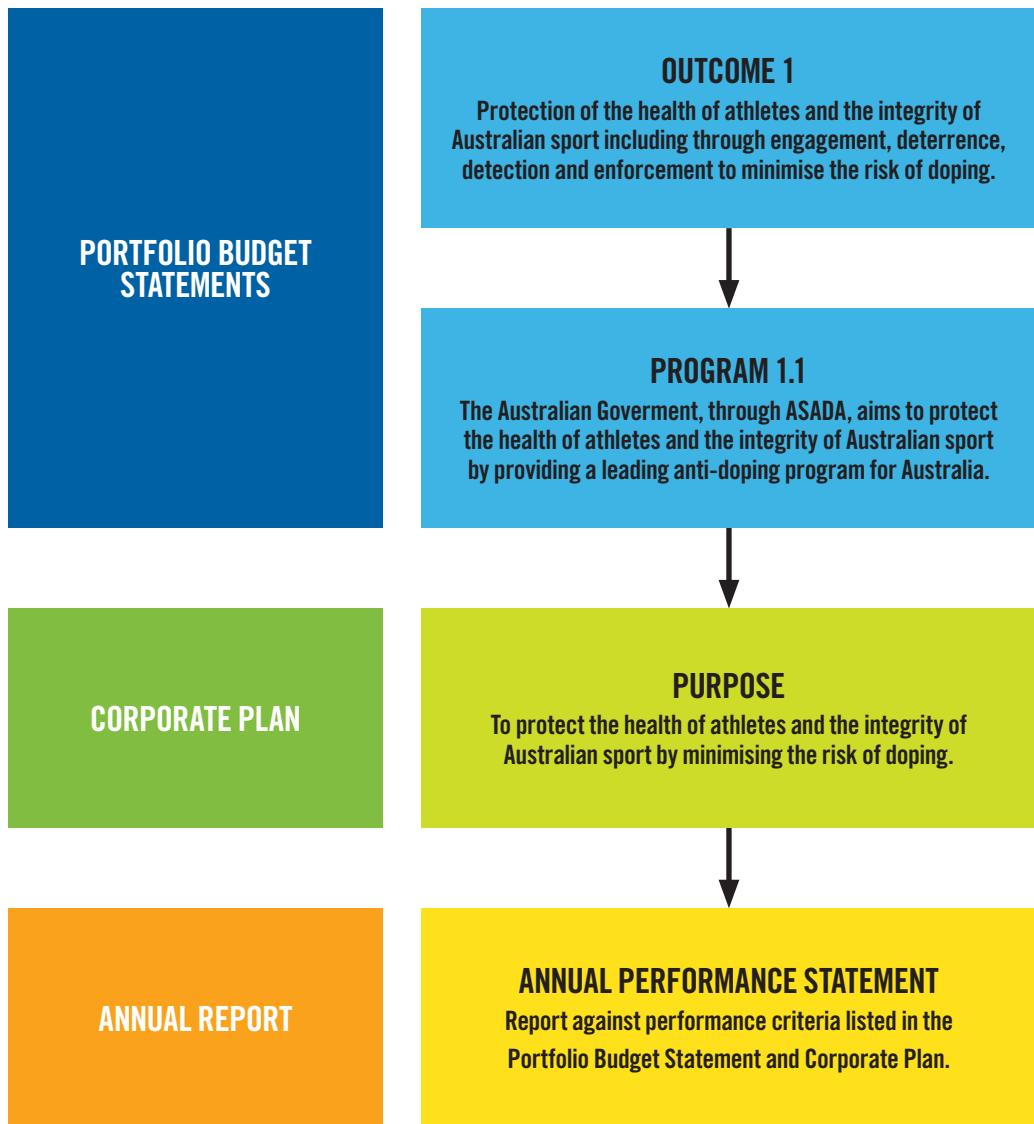 PORTFOLIO BUDGET
STATEMENTS
OUTCOME 1
Protection of the health of athletes and the integrity of
Australian sport including through engagement, deterrence,
detection and enforcement to minimise the risk of doping.
PROGRAM 1.1
The Australian Goverment, through ASADA, aims to protect
the health of athletes and the integrity of Australian sport
by providing a leading anti-doping program for Australia.
CORPORATE PLAN
PURPOSE
To protect the health of athletes and the integrity of
Australian sport by minimising the risk of doping.
ANNUAL REPORT
ANNUAL PERFORMANCE STATEMENT
Report against performance criteria listed in the
Portfolio Budget Statement and Corporate Plan.